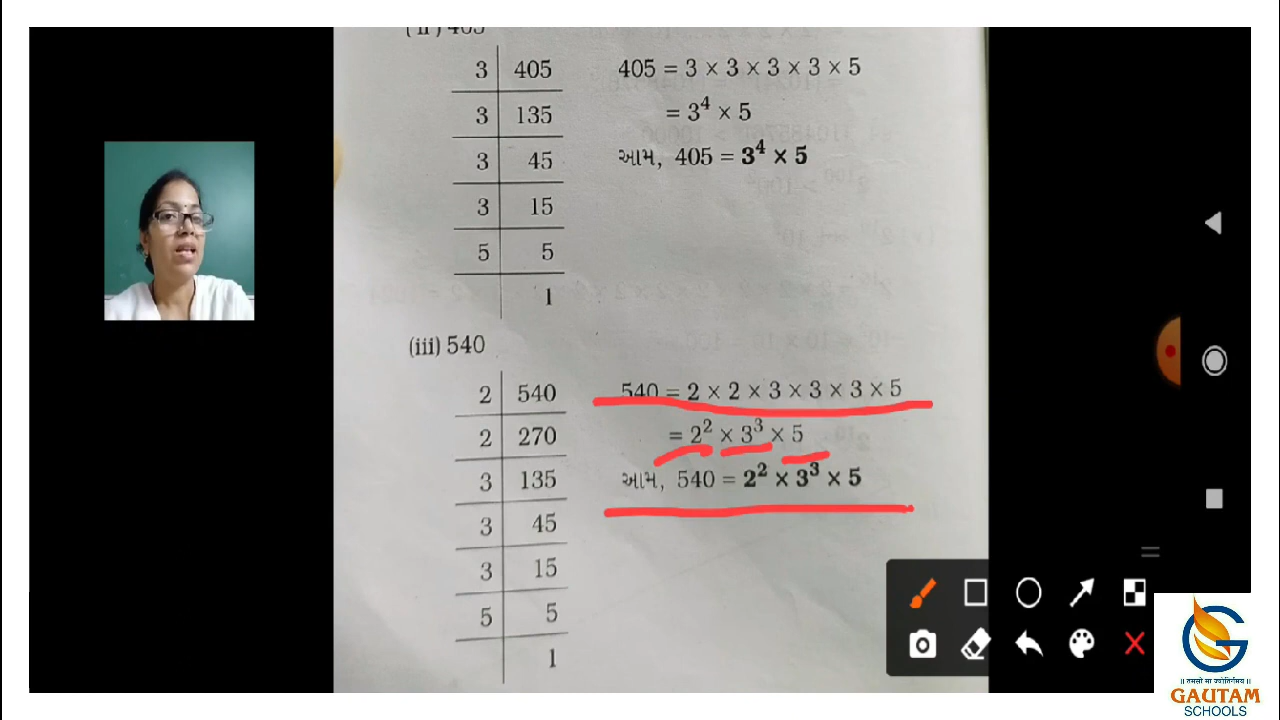 (ii) 405
3 405
3 135
3 45
3 15
5 5
1
405 = 3 × 3 × 3 × 3 × 5
= 3⁴ × 5
આમ, 405 = 3⁴ × 5
(iii) 540
2 540
2 270
3 135
3 45
3 15
5 5
1
540 = 2 × 2 × 3 × 3 × 3 × 5
= 2² × 3³ × 5
આમ, 540 = 2² × 3³ × 5
॥ तमसो मा ज्योतिर्गमय ॥
GAUTAM
SCHOOLS